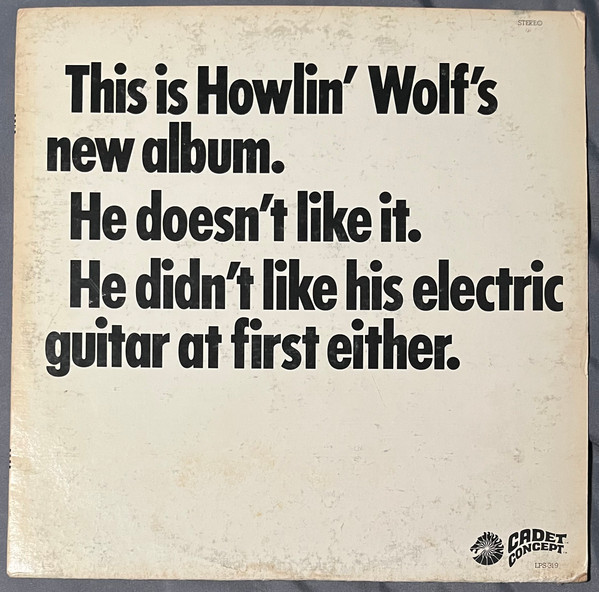 STEREO
This is Howlin' Wolf's
new album.
He doesn't like it.
He didn't like his electric
guitar at first either.
CADET
CONCEPT
LPS-319